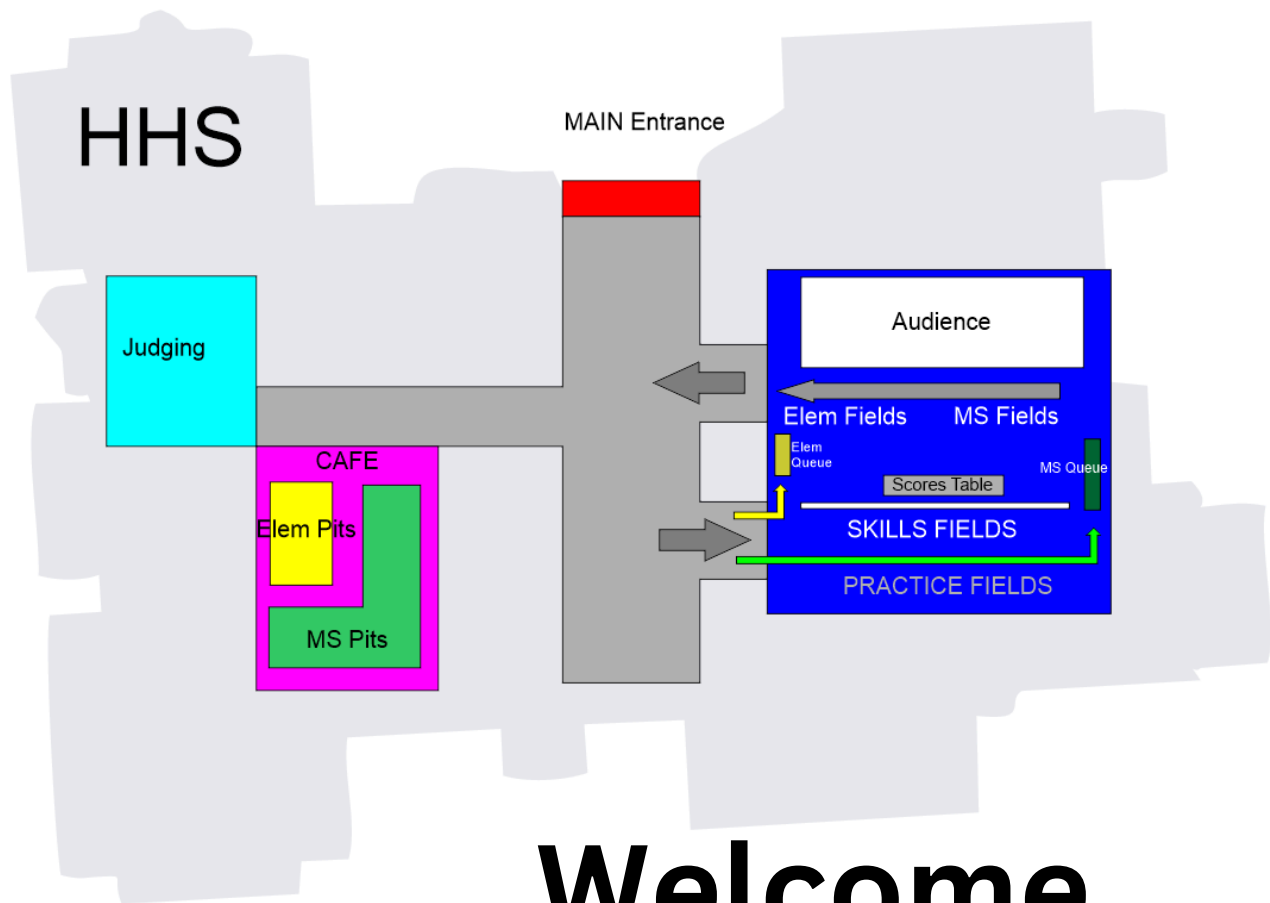 HHS
MAIN Entrance
Judging
Audience
Elem Fields
MS Fields
Elem
Queue
MS Queue
Scores Table
SKILLS FIELDS
PRACTICE FIELDS
CAFE
Elem Pits
MS Pits
Welcome